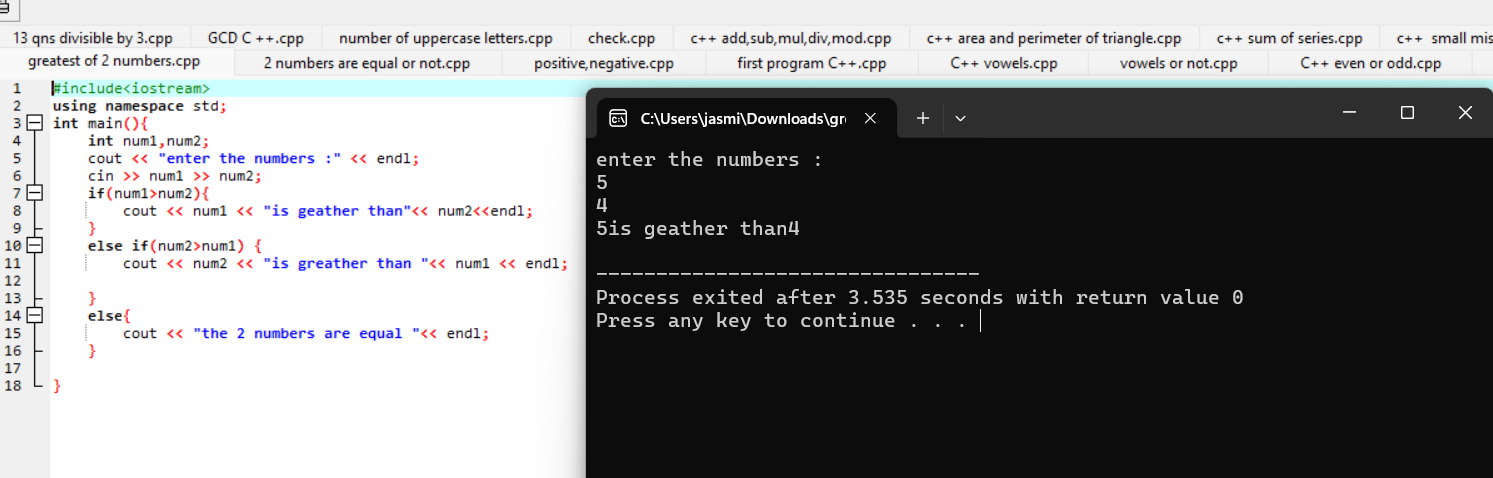 13 qns divisible by 3.cpp GCD C ++.cpp number of uppercase letters.cpp check.cpp c++ add,sub,mul,div,mod.cpp c++ area and perimeter of triangle.cpp c++ sum of series.cpp c++ small mis
greatest of 2 numbers.cpp 2 numbers are equal or not.cpp positive,negative.cpp first program C++.cpp C++ vowels.cpp vowels or not.cpp C++ even or odd.cpp
1 #include<iostream>
2 using namespace std;
3 int main(){
4 int num1,num2;
5 cout << "enter the numbers :" << endl;
6 cin >> num1 >> num2;
7 if(num1>num2){
8 cout << num1 << "is geather than"<< num2<<endl;
9 }
10 else if(num2>num1) {
11 cout << num2 << "is greather than "<< num1 << endl;
12
13 }
14 else{
15 cout << "the 2 numbers are equal "<< endl;
16 }
17
18 }
C:\Users\jasmi\Downloads\gr
enter the numbers :
5
4
5is geather than4
--------------------------------
Process exited after 3.535 seconds with return value 0
Press any key to continue . . .